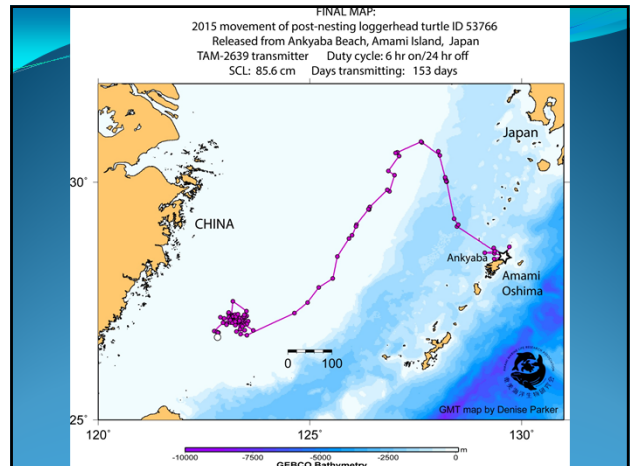 FINAL MAP:
2015 movement of post-nesting loggerhead turtle ID 53766
Released from Ankyaba Beach, Amami Island, Japan
TAM-2639 transmitter Duty cycle: 6 hr on/24 hr off
SCL: 85.6 cm Days transmitting: 153 days
Japan
30°
CHINA
Ankyaba
Amami
Oshima
0 100
GMT map by Denise Parker
25°
120° 125° 130°
m
-10000 -7500 -5000 -2500 0
GEBCO Bathymetry